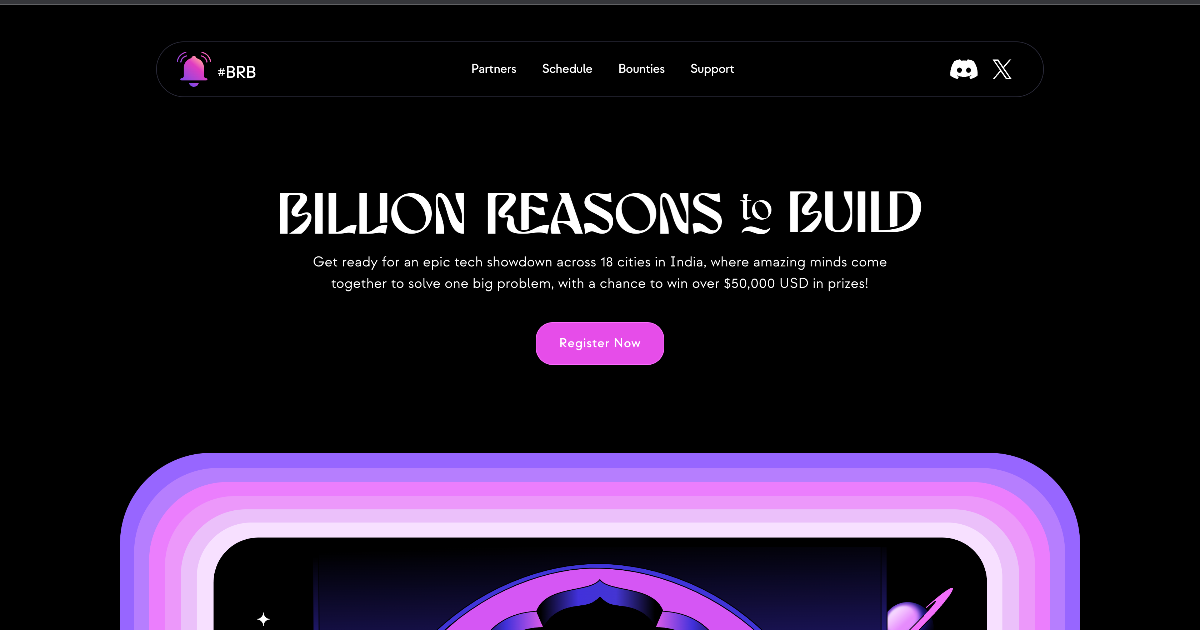 #BRB
Partners
Schedule
Bounties
Support
BILLION REASONS to BUILD
Get ready for an epic tech showdown across 18 cities in India, where amazing minds come
together to solve one big problem, with a chance to win over $50,000 USD in prizes!
Register Now